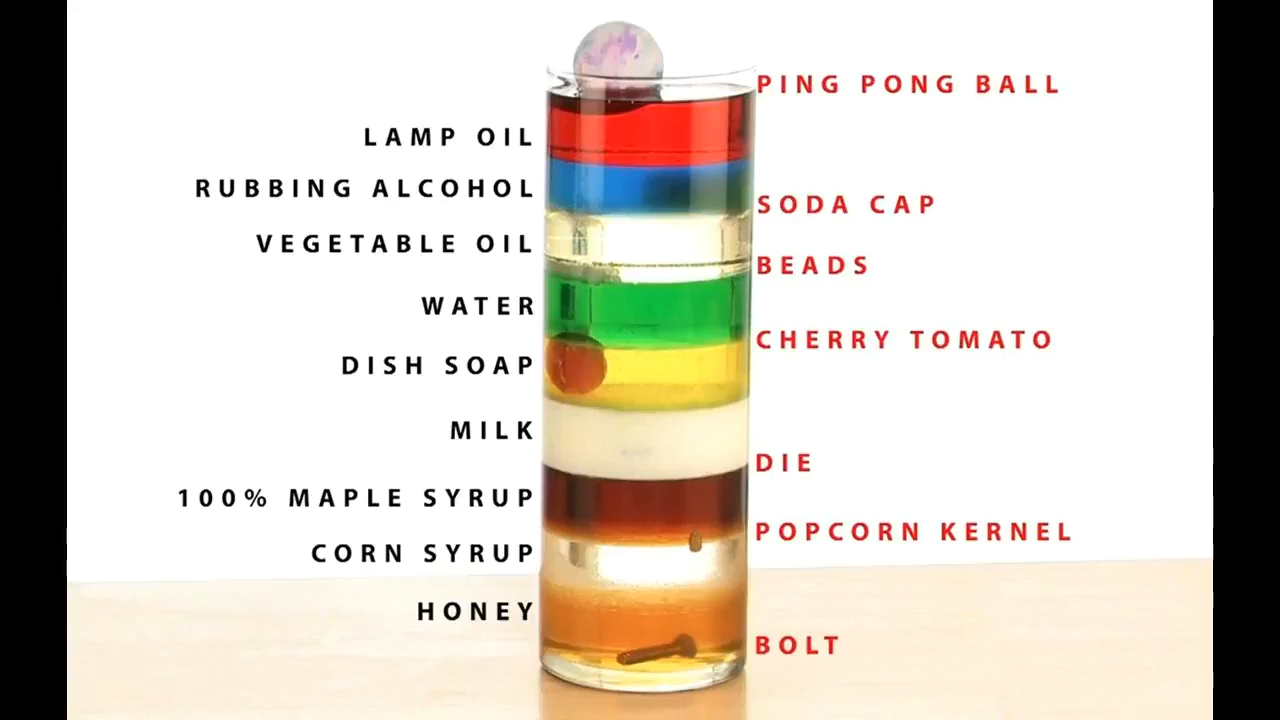 PING PONG BALL
LAMP OIL
RUBBING ALCOHOL
SODA CAP
VEGETABLE OIL
BEADS
WATER
CHERRY TOMATO
DISH SOAP
MILK
DIE
100% MAPLE SYRUP
POPCORN KERNEL
CORN SYRUP
HONEY
BOLT